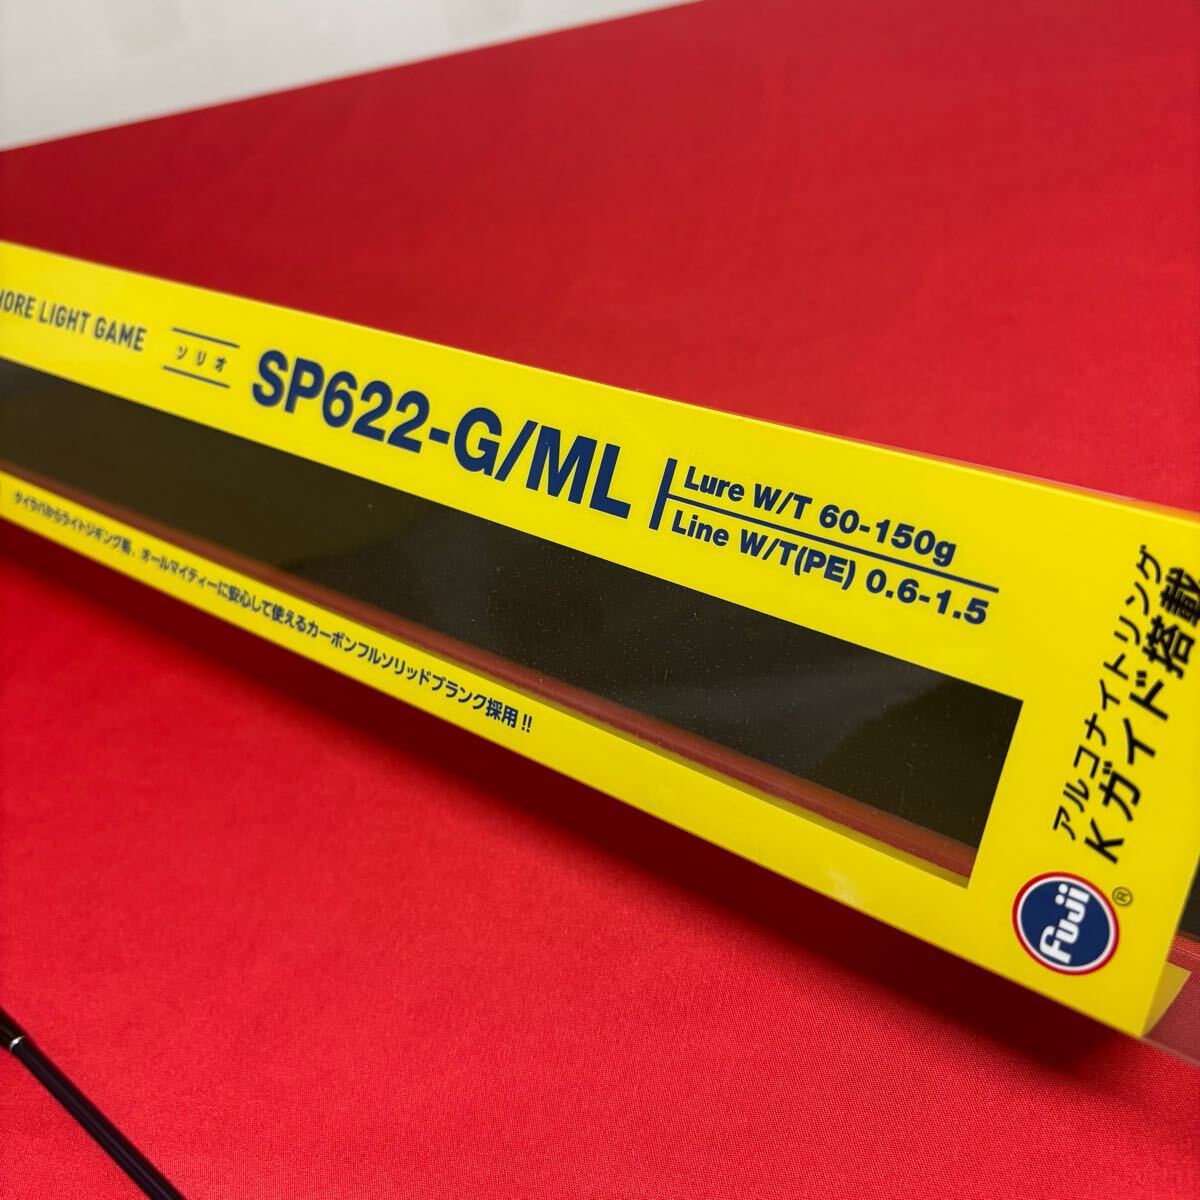 HORE LIGHT GAME
ソリオ
SP622-G/ML
Lure W/T 60-150g
Line W/T(PE) 0.6-1.5
タイラバからライトジギング等、オールマイティーに安心して使えるカーボンフルソリッドブランク採用!!
アルコナイトリング
Kガイド搭載
Fuji ®